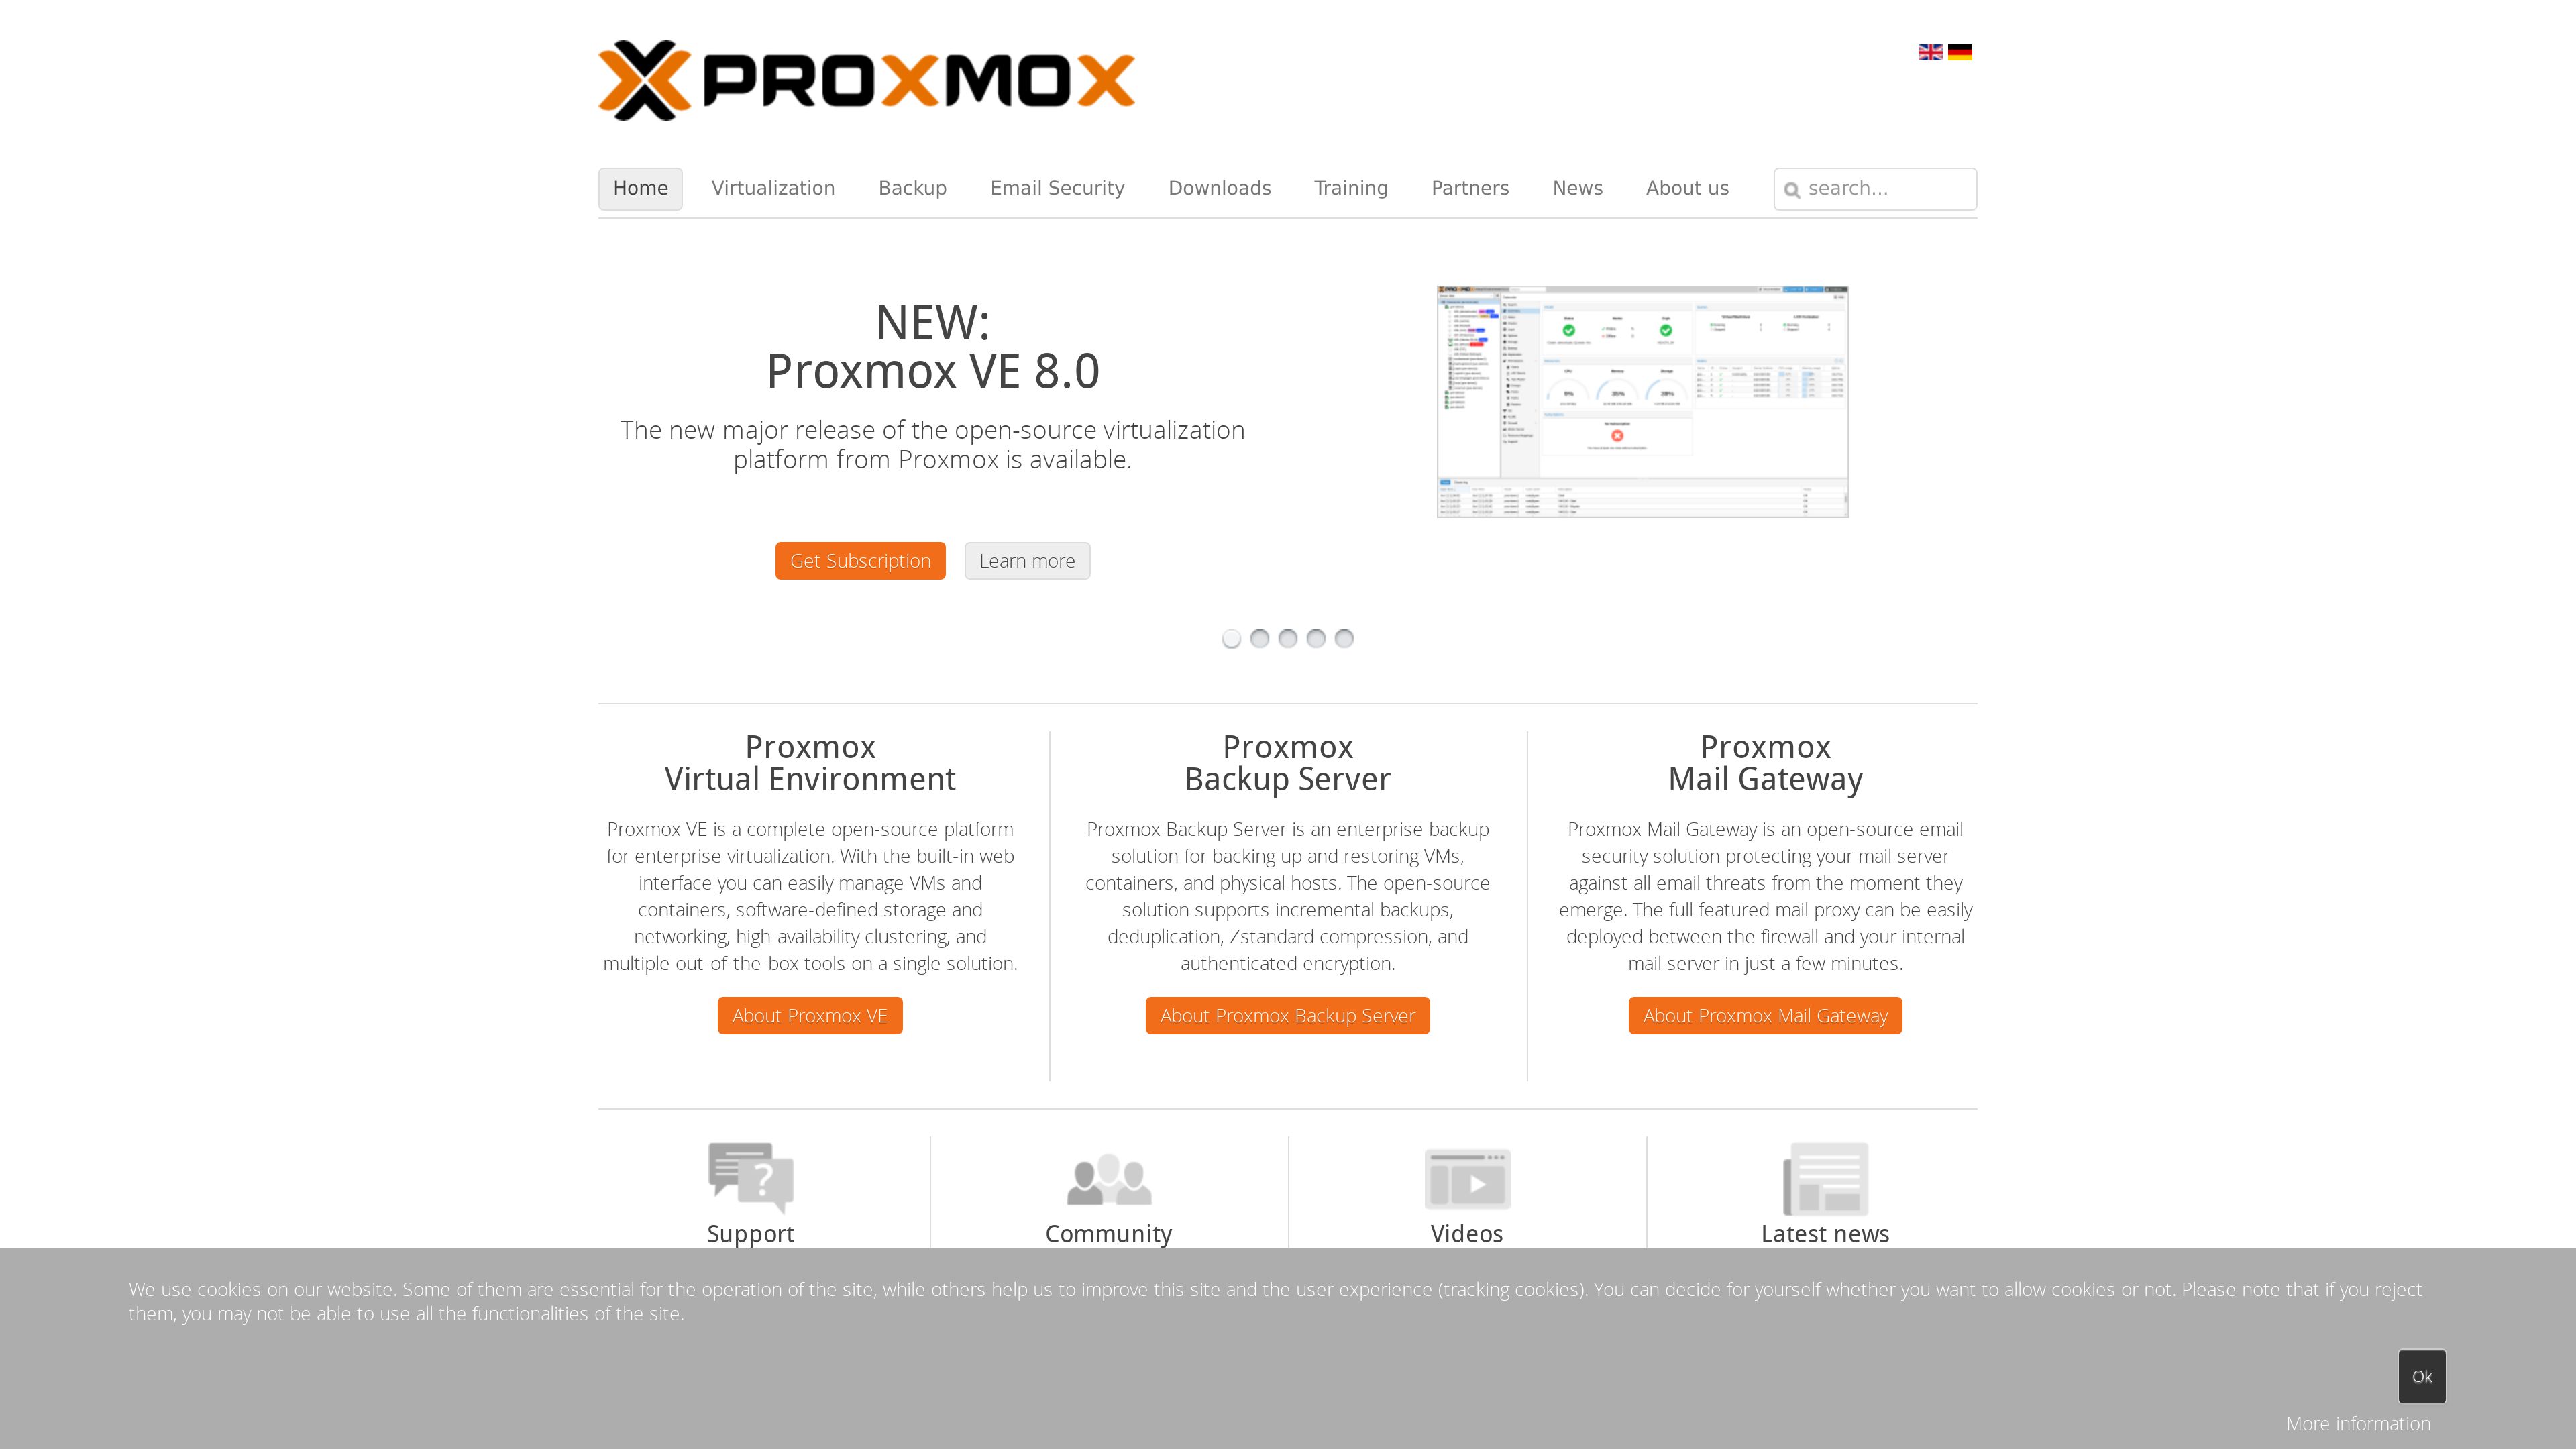 PROXMOX
Home
Virtualization
Backup
Email Security
Downloads
Training
Partners
News
About us
search...
NEW:
Proxmox VE 8.0
The new major release of the open-source virtualization
platform from Proxmox is available.
Get Subscription
Learn more
Proxmox
Virtual Environment
Proxmox VE is a complete open-source platform
for enterprise virtualization. With the built-in web
interface you can easily manage VMs and
containers, software-defined storage and
networking, high-availability clustering, and
multiple out-of-the-box tools on a single solution.
About Proxmox VE
Proxmox
Backup Server
Proxmox Backup Server is an enterprise backup
solution for backing up and restoring VMs,
containers, and physical hosts. The open-source
solution supports incremental backups,
deduplication, Zstandard compression, and
authenticated encryption.
About Proxmox Backup Server
Proxmox
Mail Gateway
Proxmox Mail Gateway is an open-source email
security solution protecting your mail server
against all email threats from the moment they
emerge. The full featured mail proxy can be easily
deployed between the firewall and your internal
mail server in just a few minutes.
About Proxmox Mail Gateway
Support
Community
Videos
Latest news
We use cookies on our website. Some of them are essential for the operation of the site, while others help us to improve this site and the user experience (tracking cookies). You can decide for yourself whether you want to allow cookies or not. Please note that if you reject
them, you may not be able to use all the functionalities of the site.
Ok
More information